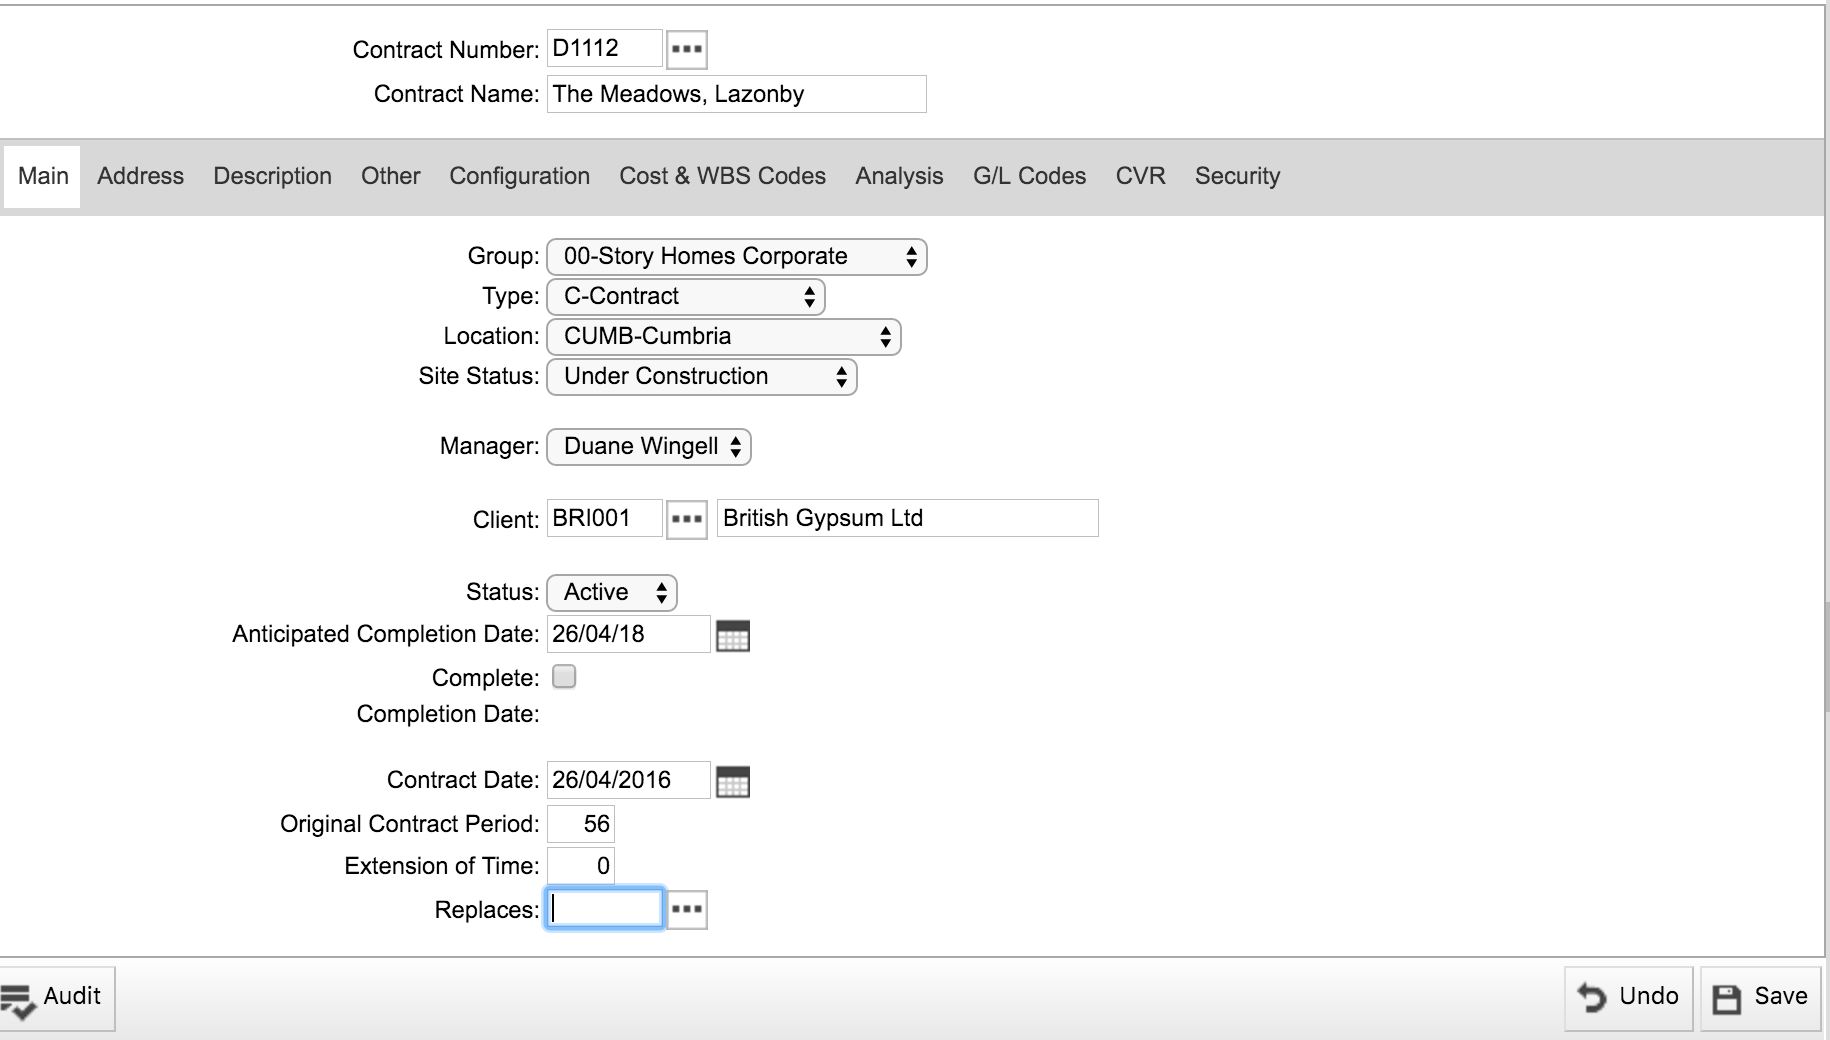 Contract Number: D1112
Contract Name: The Meadows, Lazonby
Main Address Description Other Configuration Cost & WBS Codes Analysis G/L Codes CVR Security
Group: 00-Story Homes Corporate
Type: C-Contract
Location: CUMB-Cumbria
Site Status: Under Construction
Manager: Duane Wingell
Client: BRI001 British Gypsum Ltd
Status: Active
Anticipated Completion Date: 26/04/18
Complete:
Completion Date:
Contract Date: 26/04/2016
Original Contract Period: 56
Extension of Time: 0
Replaces:
Audit Undo Save